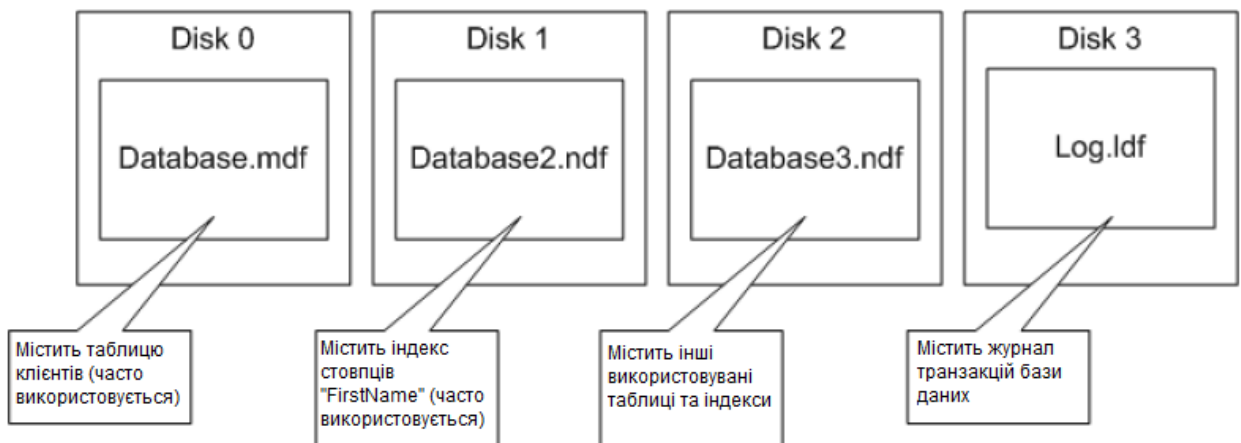 Disk 0
Disk 1
Disk 2
Disk 3
Database.mdf
Database2.ndf
Database3.ndf
Log.ldf
Містить таблицю
клієнтів (часто
використовується)
Містить індекс
стовпців
"FirstName" (часто
використовується)
Містить інші
використовувані
таблиці та індекси
Містить журнал
транзакцій бази
даних